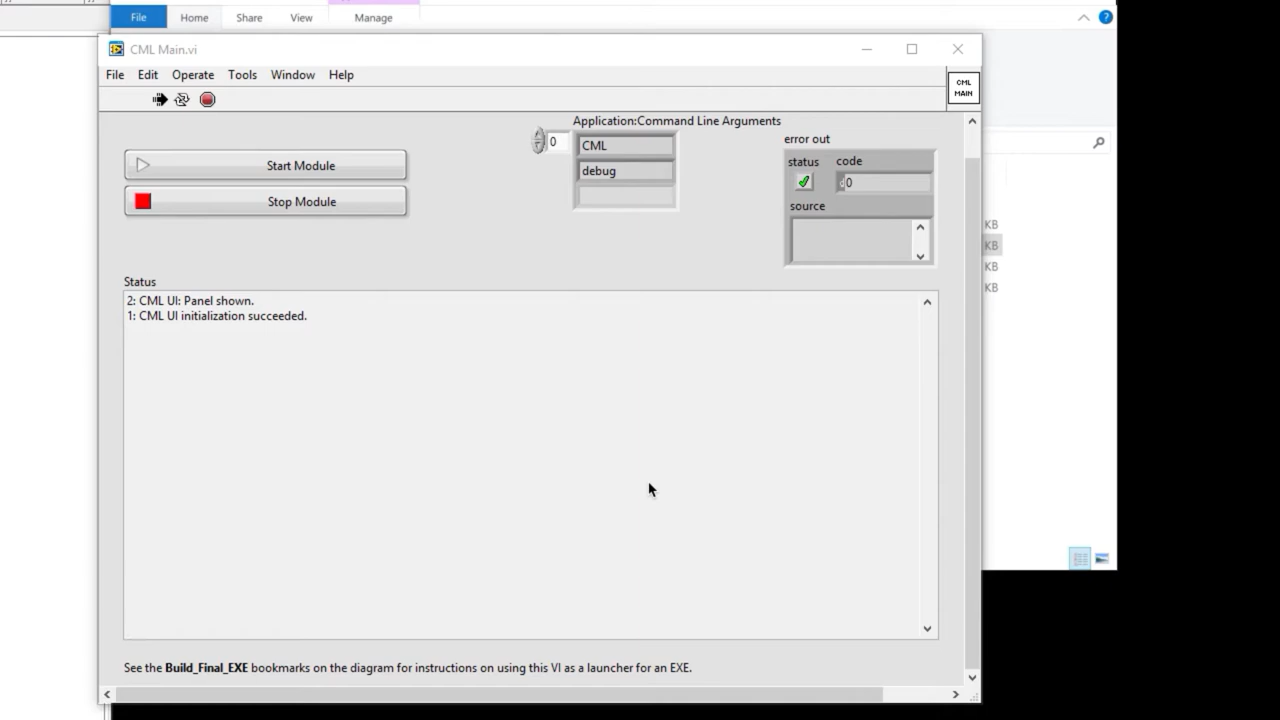 File Home Share View Manage
CML Main.vi
File Edit Operate Tools Window Help
CML
MAIN
Application:Command Line Arguments
0
CML
debug
error out
status code
0
source
Start Module
Stop Module
KB
KB
KB
KB
Status
2: CML UI: Panel shown.
1: CML UI initialization succeeded.
See the Build_Final_EXE bookmarks on the diagram for instructions on using this VI as a launcher for an EXE.